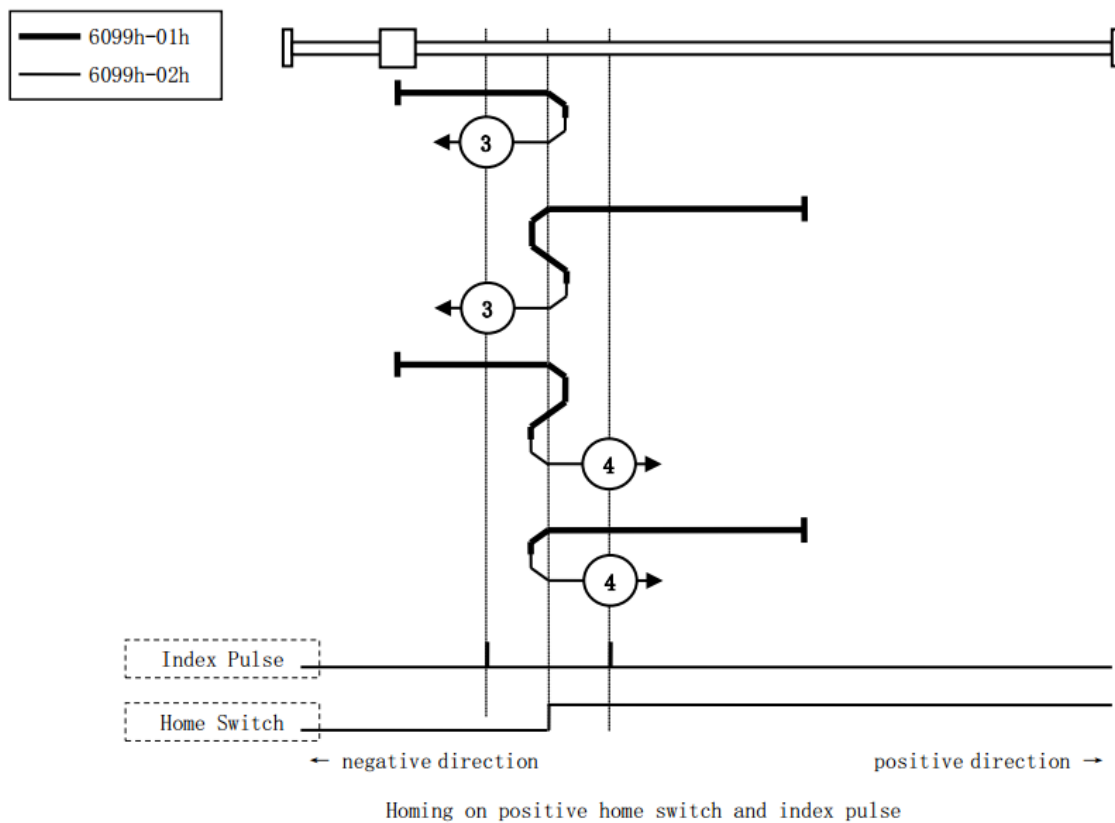 6099h-01h
6099h-02h
3
3
4
4
Index Pulse
Home Switch
← negative direction
positive direction →
Homing on positive home switch and index pulse